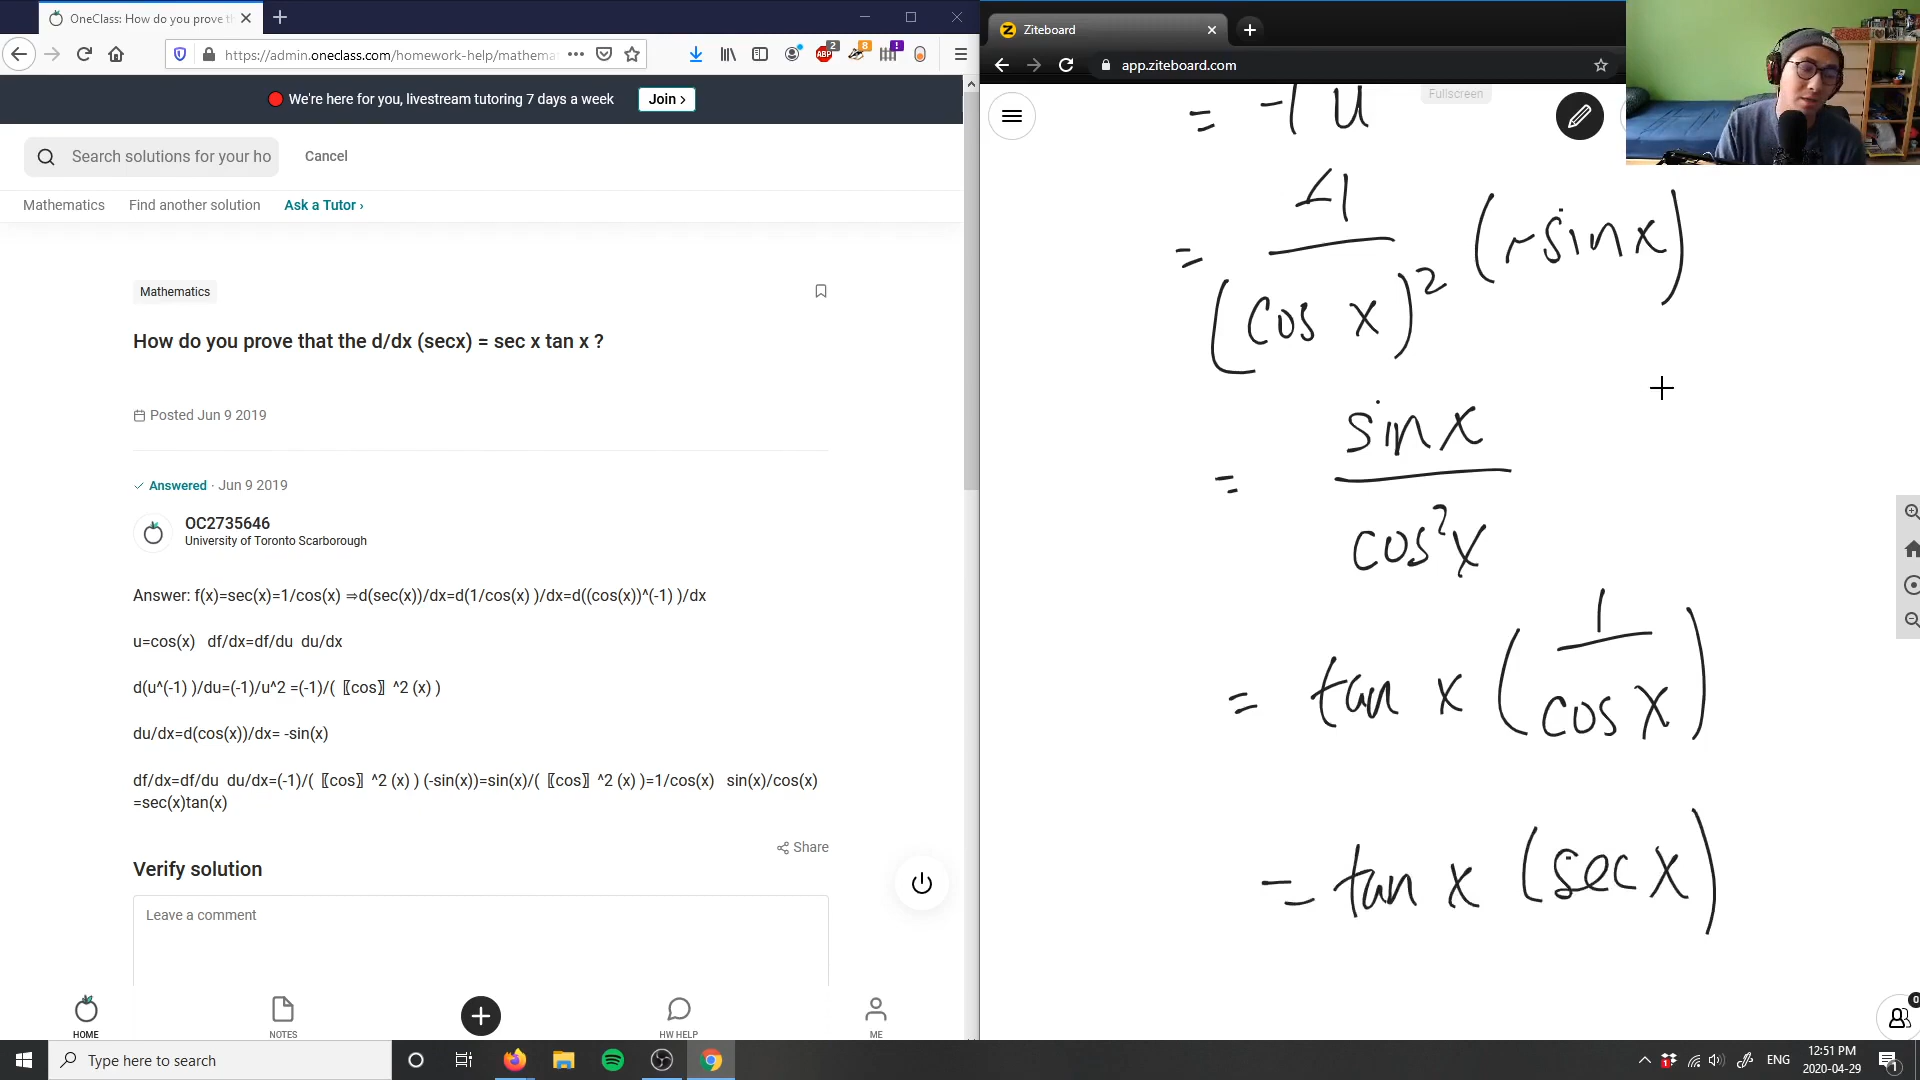 OneClass: How do you prove th
https://admin.oneclass.com/homework-help/mathema
ABP
2
8
!
We're here for you, livestream tutoring 7 days a week
Join ›
Search solutions for your ho
Cancel
Mathematics
Find another solution
Ask a Tutor ›
Mathematics
How do you prove that the d/dx (secx) = sec x tan x ?
Posted Jun 9 2019
Answered · Jun 9 2019
OC2735646
University of Toronto Scarborough
Answer: f(x)=sec(x)=1/cos(x) ⇒d(sec(x))/dx=d(1/cos(x) )/dx=d((cos(x))^(-1) )/dx
u=cos(x) df/dx=df/du du/dx
d(u^(-1) )/du=(-1)/u^2 =(-1)/(〖cos〗^2 (x) )
du/dx=d(cos(x))/dx= -sin(x)
df/dx=df/du du/dx=(-1)/(〖cos〗^2 (x) ) (-sin(x))=sin(x)/(〖cos〗^2 (x) )=1/cos(x) sin(x)/cos(x)
=sec(x)tan(x)
Share
Verify solution
Leave a comment
HOME
NOTES
HW HELP
ME
Ziteboard
app.ziteboard.com
Fullscreen
= -1 u
= -1 / (cos x)² (-sin x)
= sin x / cos² x
= tan x (1 / cos x)
= tan x (sec x)
0
Type here to search
ENG
12:51 PM
2020-04-29
1